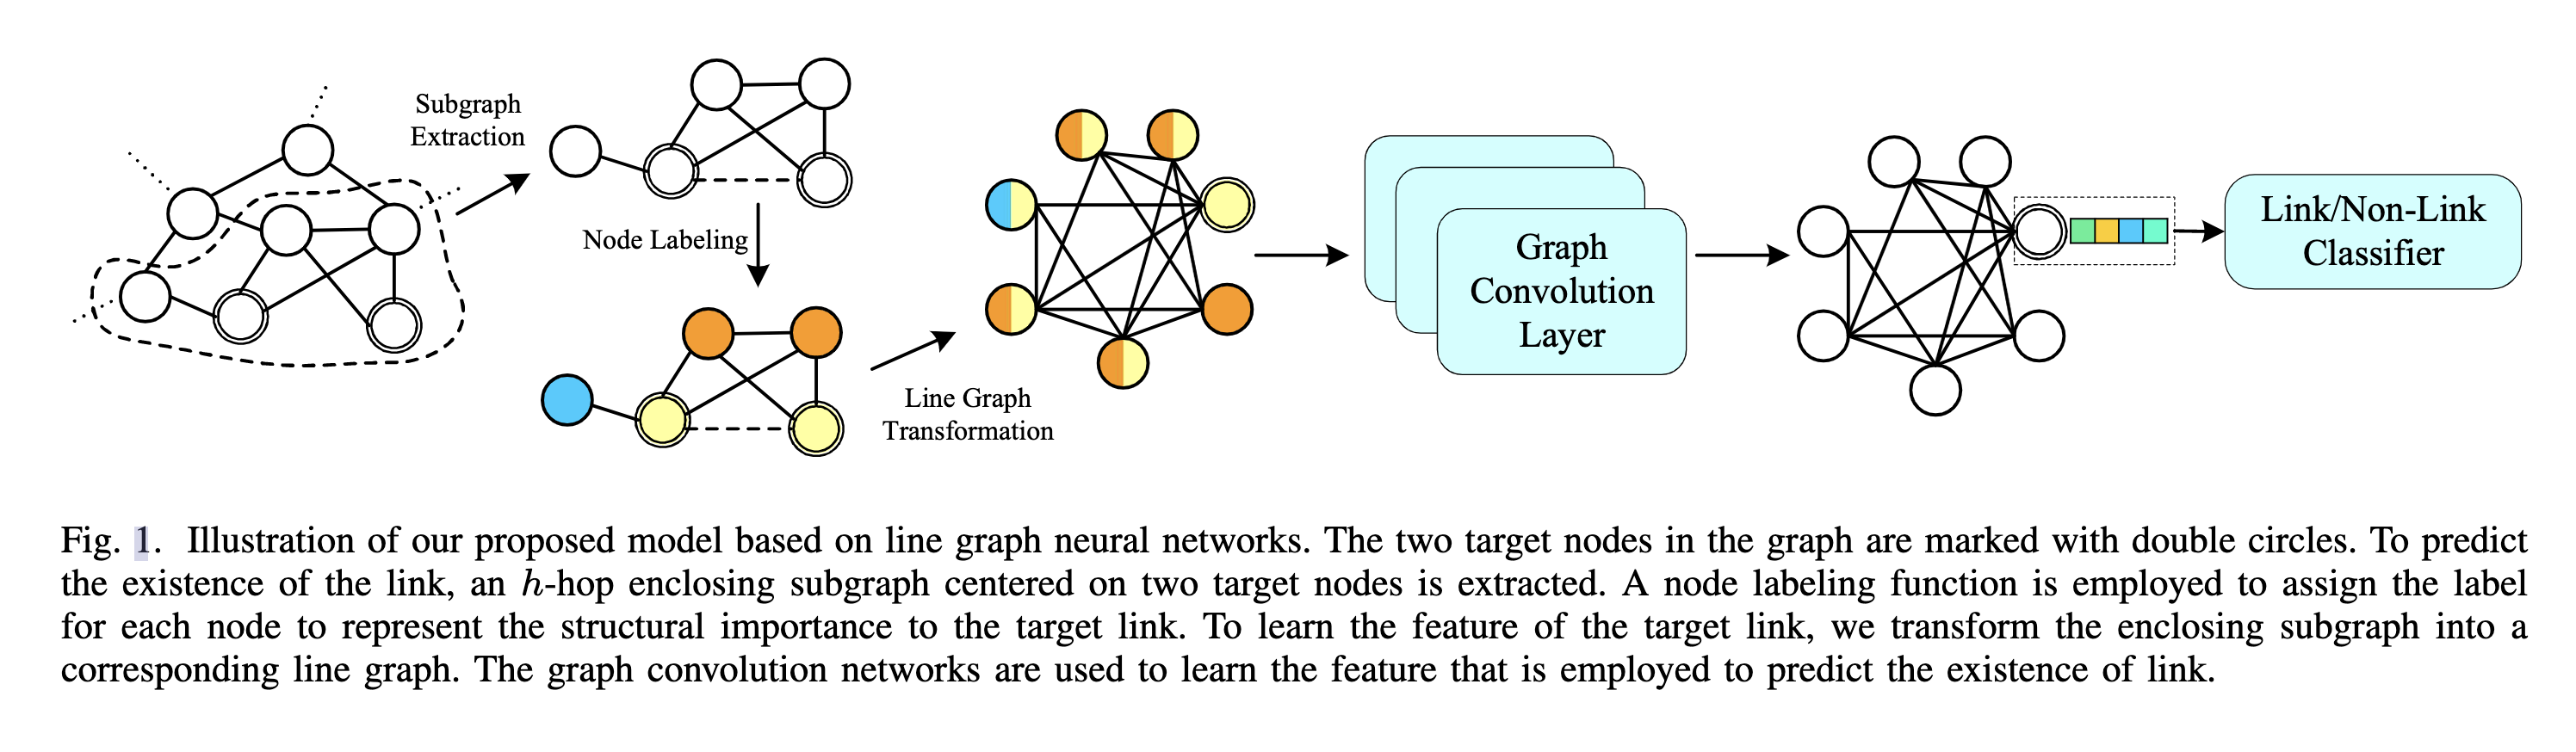 Subgraph
Extraction
Node Labeling
Line Graph
Transformation
Graph
Convolution
Layer
Link/Non-Link
Classifier
Fig. 1. Illustration of our proposed model based on line graph neural networks. The two target nodes in the graph are marked with double circles. To predict
the existence of the link, an h-hop enclosing subgraph centered on two target nodes is extracted. A node labeling function is employed to assign the label
for each node to represent the structural importance to the target link. To learn the feature of the target link, we transform the enclosing subgraph into a
corresponding line graph. The graph convolution networks are used to learn the feature that is employed to predict the existence of link.